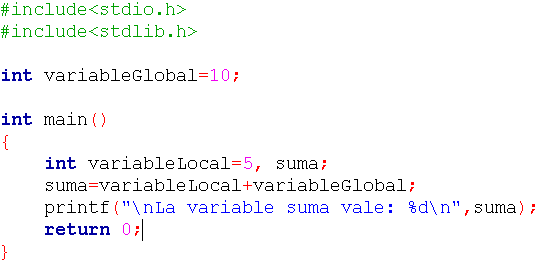 #include<stdio.h>
#include<stdlib.h>
int variableGlobal=10;
int main()
{
int variableLocal=5, suma;
suma=variableLocal+variableGlobal;
printf("\nLa variable suma vale: %d\n",suma);
return 0;
}